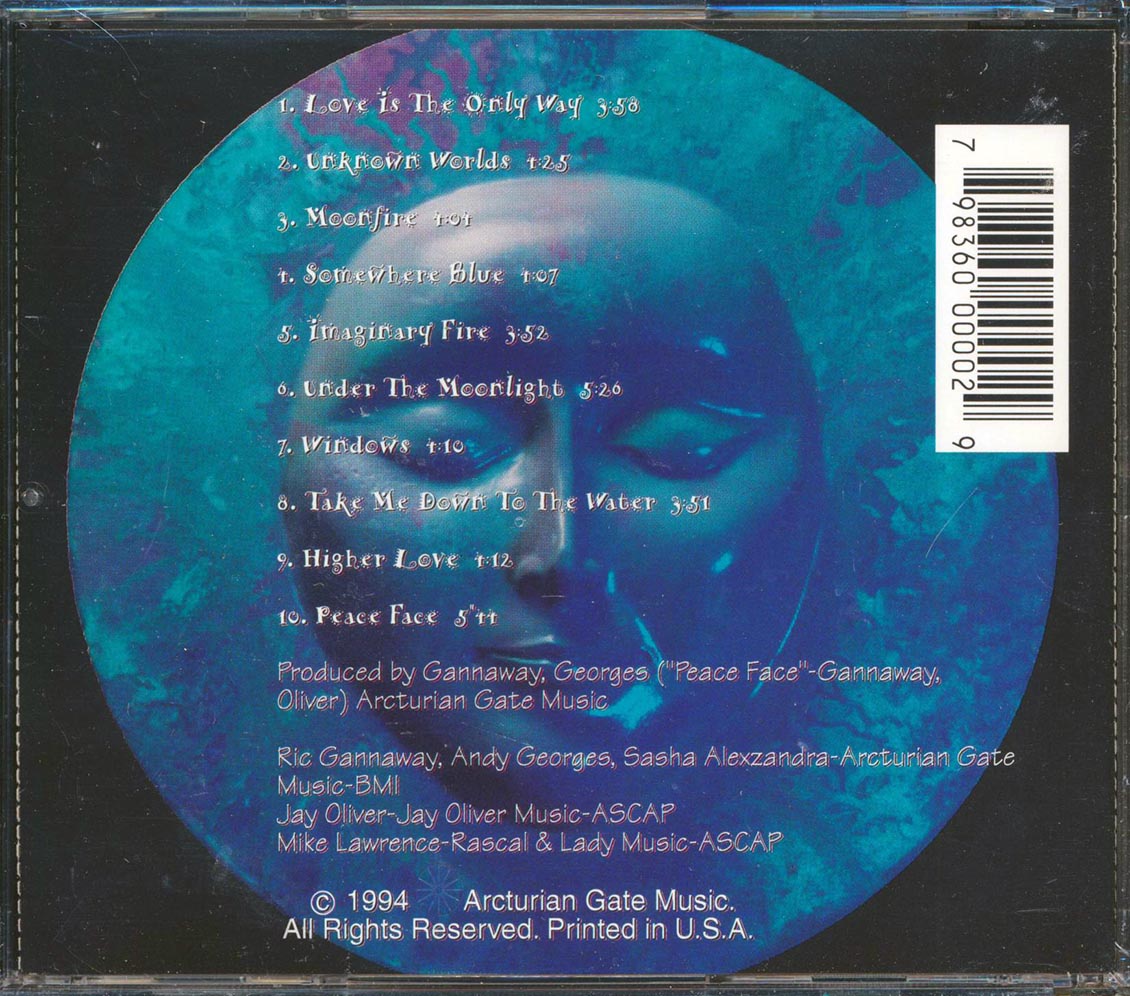 1. Love is The Only Way 3:58
2. Unknown Worlds 4:25
3. Moonfire 4:04
4. Somewhere Blue 4:07
5. Imaginary Fire 3:52
6. Under The Moonlight 5:26
7. Windows 4:10
8. Take Me Down To The Water 3:51
9. Higher Love 4:12
10. Peace Face 5"44
Produced by Gannaway, Georges ("Peace Face"-Gannaway,
Oliver) Arcturian Gate Music
Ric Gannaway, Andy Georges, Sasha Alexzandra-Arcturian Gate
Music-BMI
Jay Oliver-Jay Oliver Music-ASCAP
Mike Lawrence-Rascal & Lady Music-ASCAP
© 1994 Arcturian Gate Music.
All Rights Reserved. Printed in U.S.A.
7 98360 00002 9